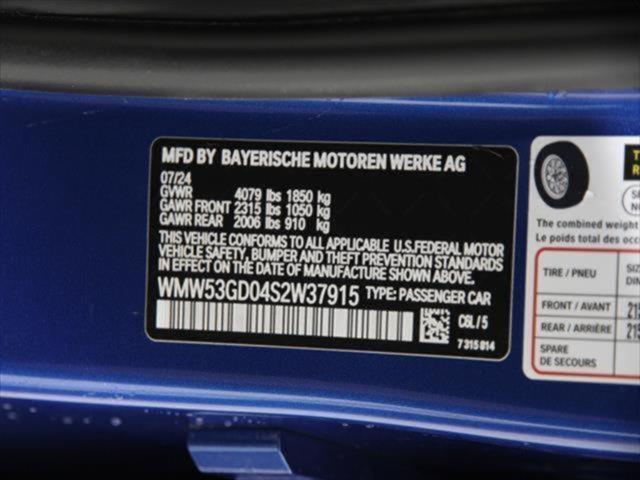 MFD BY BAYERISCHE MOTOREN WERKE AG
07/24
GVWR 4079 lbs 1850 kg
GAWR FRONT 2315 lbs 1050 kg
GAWR REAR 2006 lbs 910 kg
THIS VEHICLE CONFORMS TO ALL APPLICABLE U.S.FEDERAL MOTOR
VEHICLE SAFETY, BUMPER AND THEFT PREVENTION STANDARDS
IN EFFECT ON THE DATE OF MANUFACTURE SHOWN ABOVE.
WMW53GD04S2W37915 TYPE: PASSENGER CAR
C6L/5
7315814
The combined weight
Le poids total des occ
TIRE / PNEU
FRONT / AVANT
REAR / ARRIÈRE
SPARE
DE SECOURS